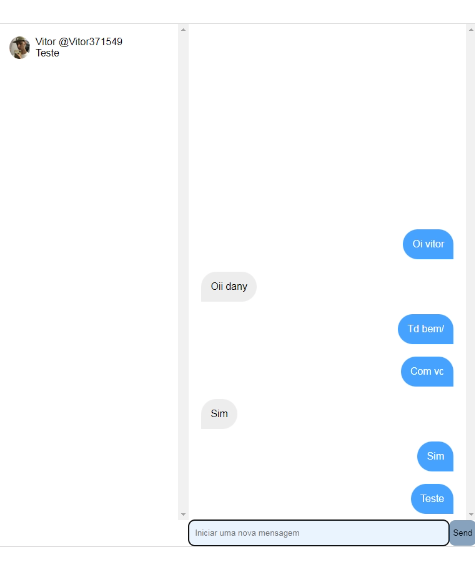 Vitor @Vitor371549
Teste
Oi vitor
Oii dany
Td bem/
Com vc
Sim
Sim
Teste
Iniciar uma nova mensagem
Send